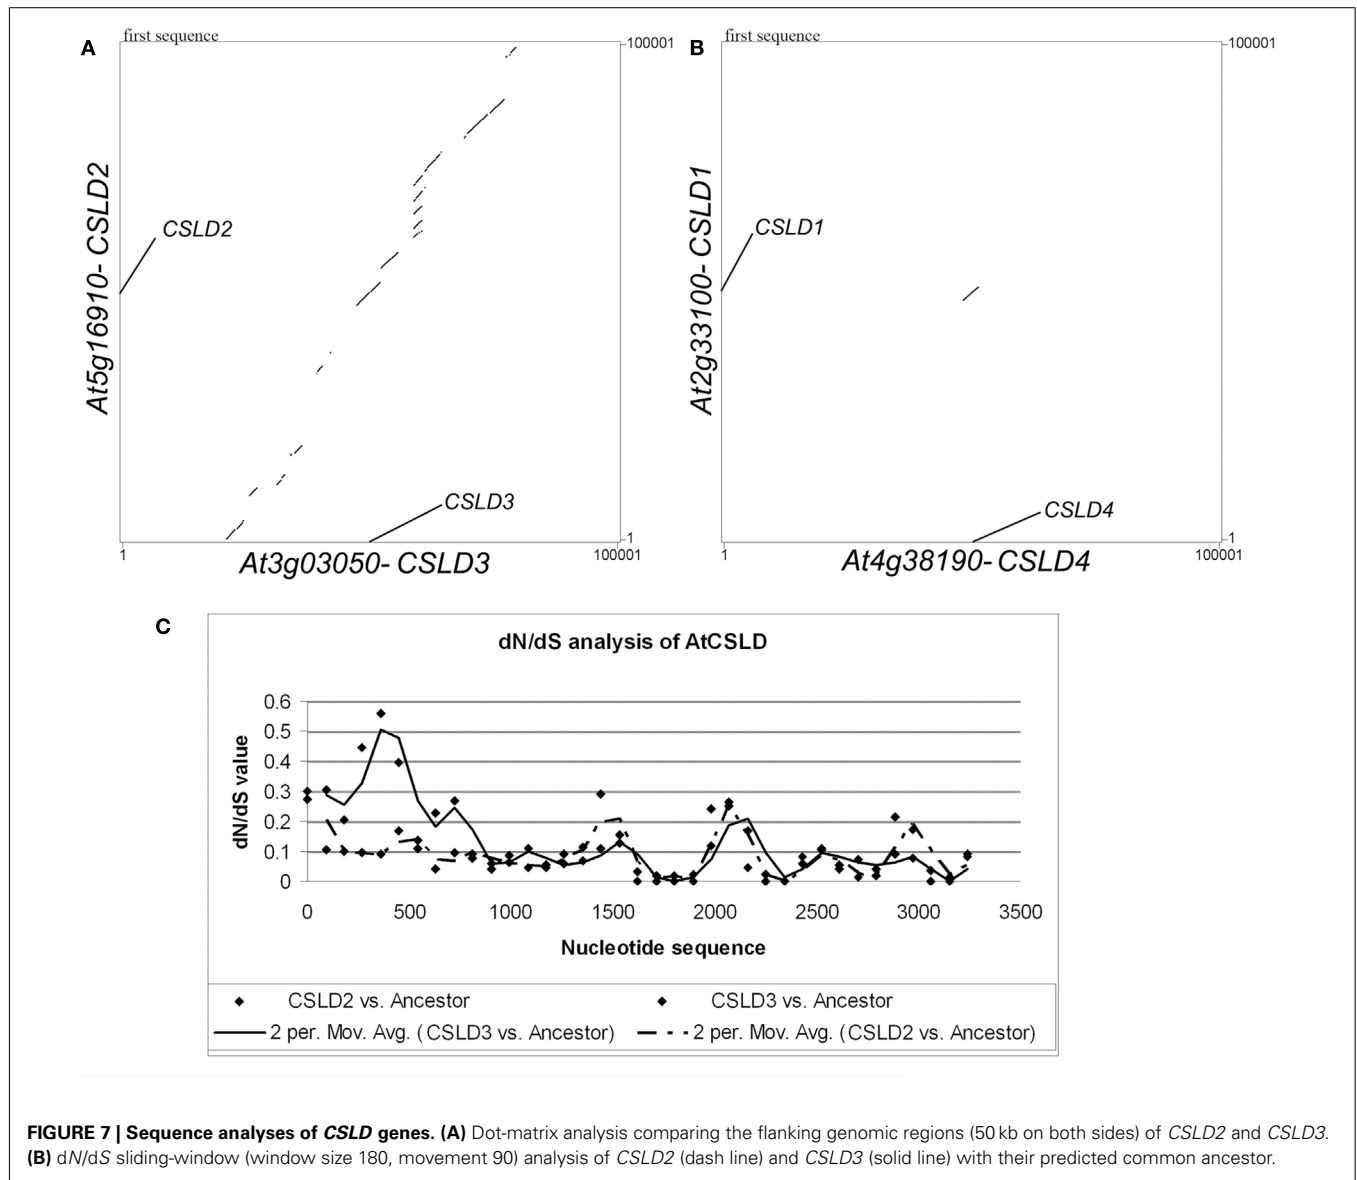 A
first sequence
100001
At5g16910- CSLD2
CSLD2
CSLD3
1
1
100001
At3g03050- CSLD3
B
first sequence
100001
At2g33100- CSLD1
CSLD1
CSLD4
1
1
100001
At4g38190- CSLD4
C
dN/dS analysis of AtCSLD
dN/dS value
0.6
0.5
0.4
0.3
0.2
0.1
0
0 500 1000 1500 2000 2500 3000 3500
Nucleotide sequence
CSLD2 vs. Ancestor
CSLD3 vs. Ancestor
2 per. Mov. Avg. (CSLD3 vs. Ancestor)
2 per. Mov. Avg. (CSLD2 vs. Ancestor)
FIGURE 7 | Sequence analyses of CSLD genes. (A) Dot-matrix analysis comparing the flanking genomic regions (50 kb on both sides) of CSLD2 and CSLD3.
(B) dN/dS sliding-window (window size 180, movement 90) analysis of CSLD2 (dash line) and CSLD3 (solid line) with their predicted common ancestor.